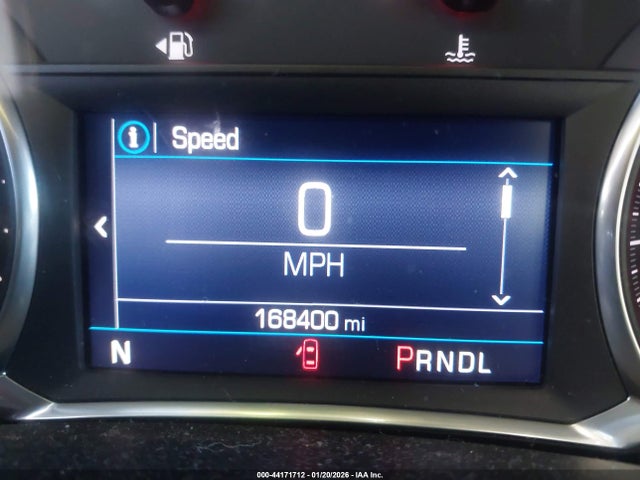 Speed
0
MPH
168400 mi
N
PRNDL
000-44171712 - 01/20/2026 - IAA Inc.